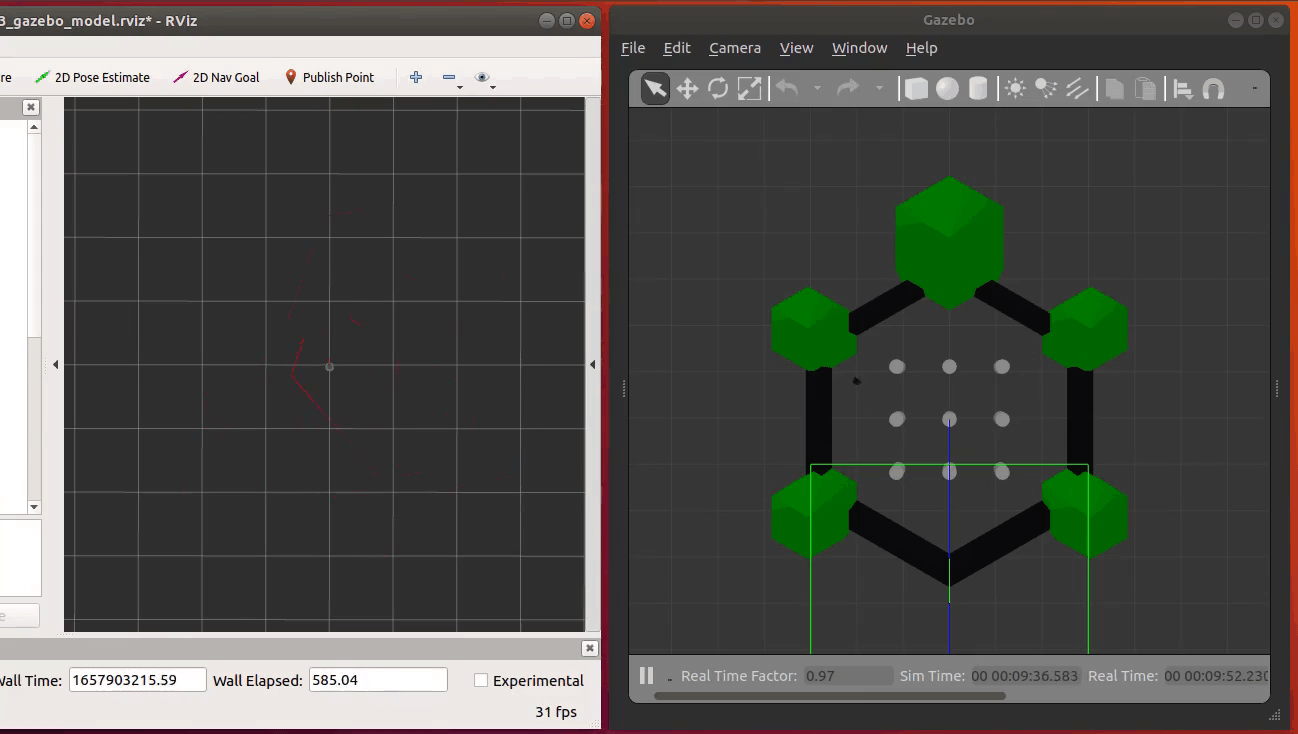 3_gazebo_model.rviz* - RViz
re
2D Pose Estimate
2D Nav Goal
Publish Point
e
Wall Time:
1657903215.59
Wall Elapsed:
585.04
Experimental
31 fps
Gazebo
File
Edit
Camera
View
Window
Help
Real Time Factor:
0.97
Sim Time:
00 00:09:36.583
Real Time:
00 00:09:52.230